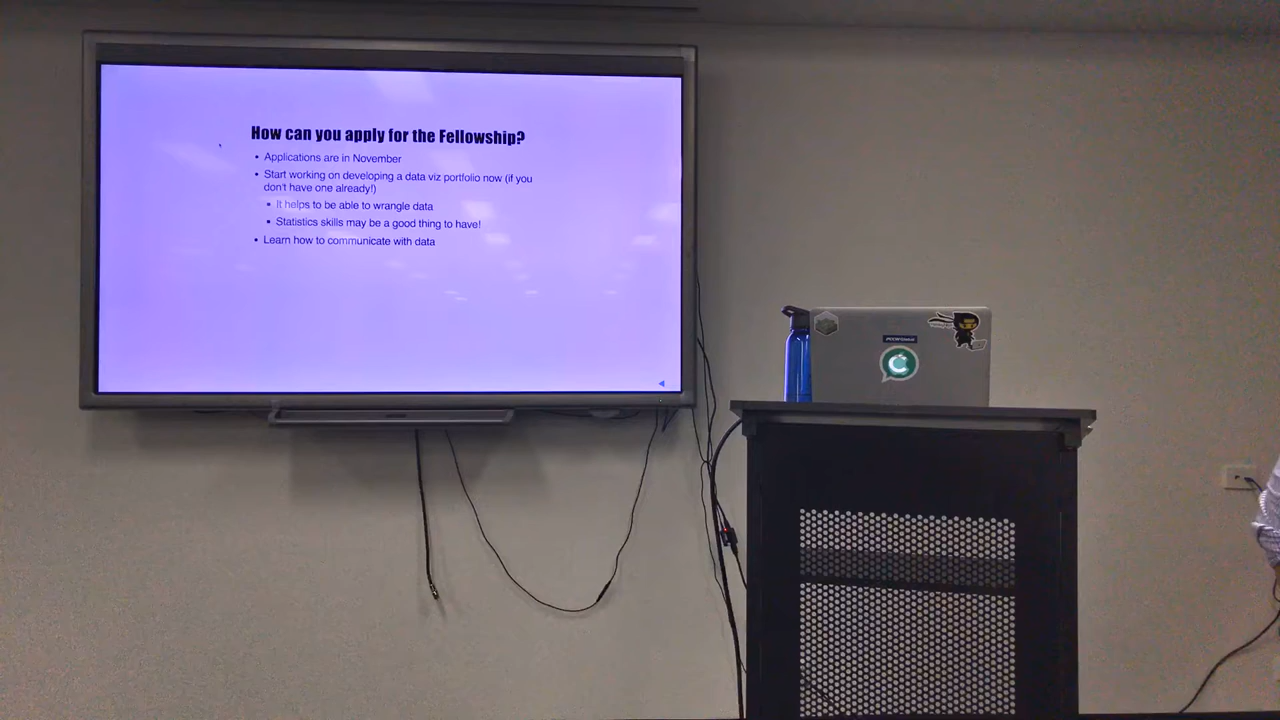 How can you apply for the Fellowship?
• Applications are in November
• Start working on developing a data viz portfolio now (if you
don't have one already!)
▪ It helps to be able to wrangle data
▪ Statistics skills may be a good thing to have!
• Learn how to communicate with data